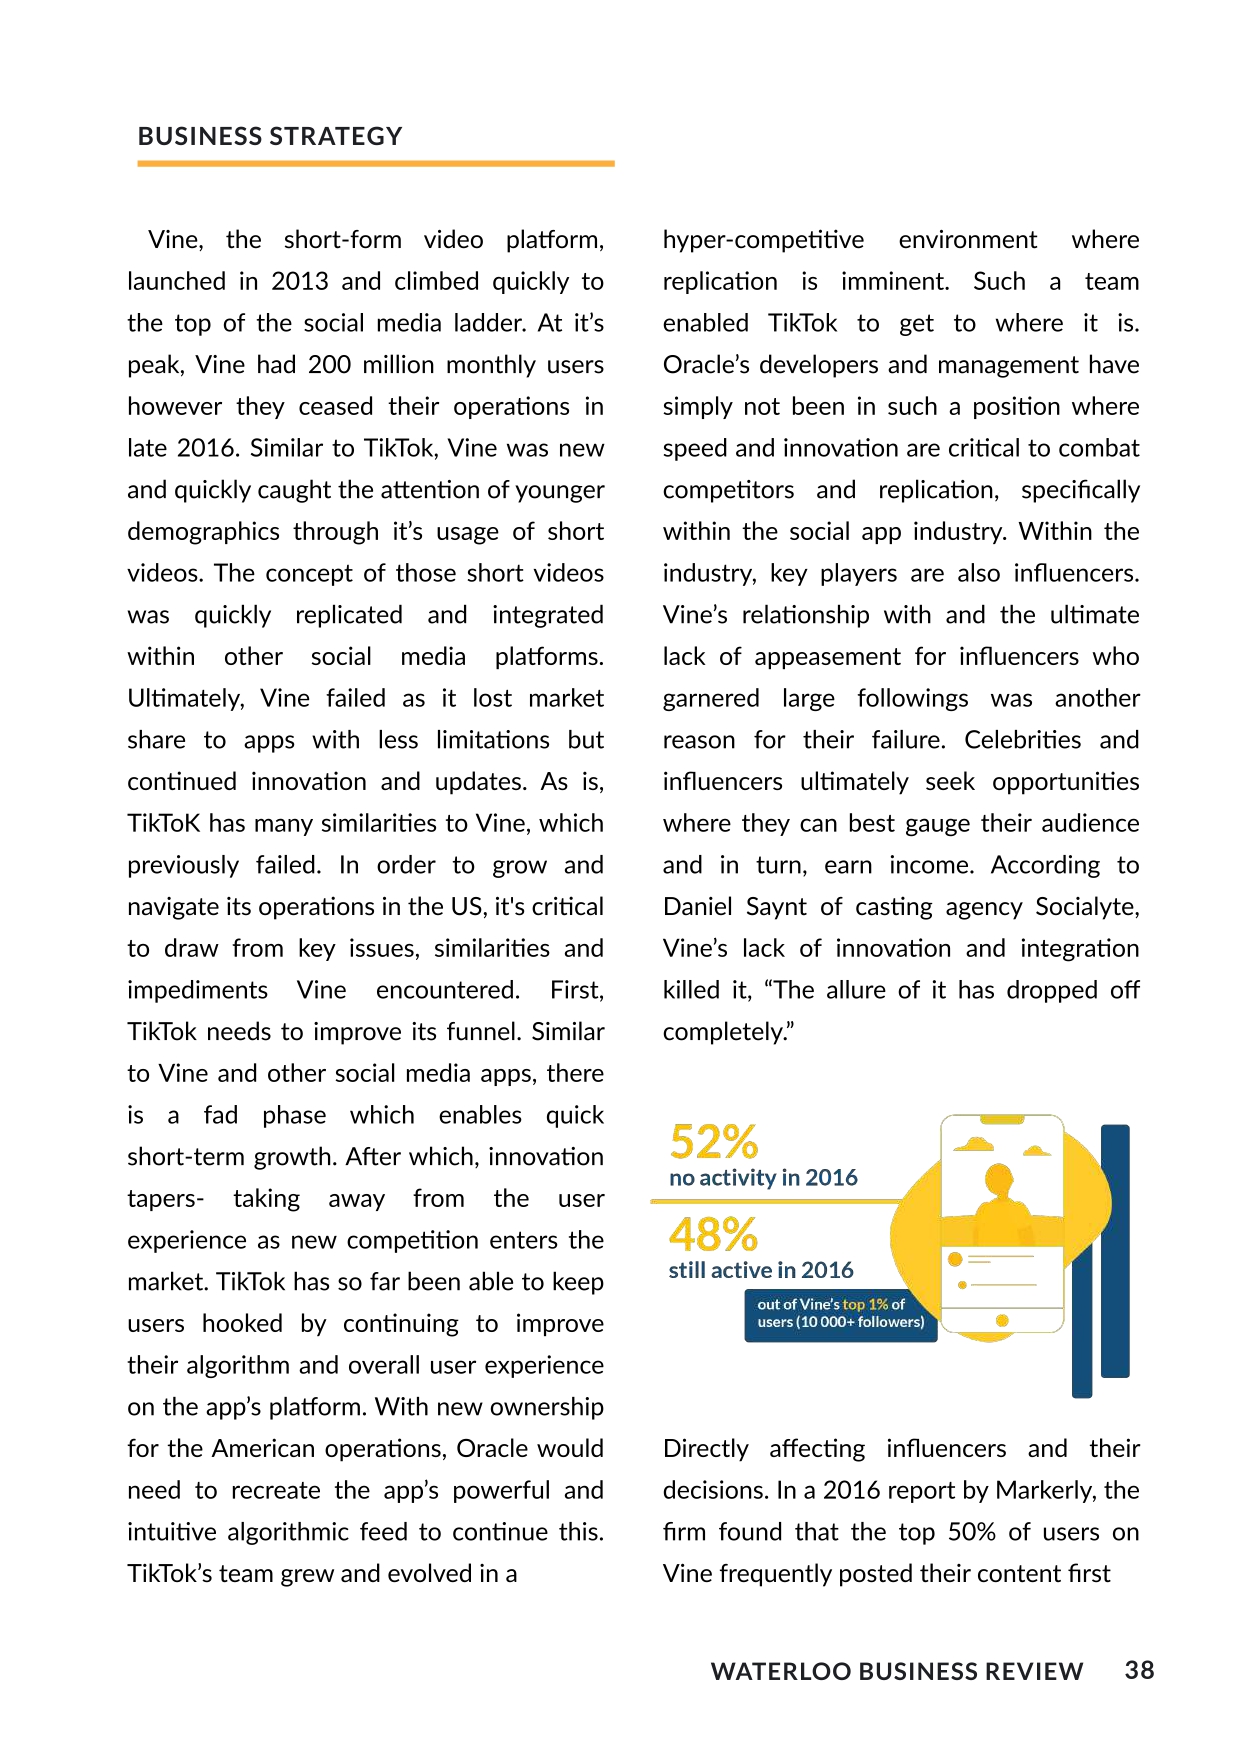 BUSINESS STRATEGY
Vine, the short-form video platform,
launched in 2013 and climbed quickly to
the top of the social media ladder. At it’s
peak, Vine had 200 million monthly users
however they ceased their operations in
late 2016. Similar to TikTok, Vine was new
and quickly caught the attention of younger
demographics through it’s usage of short
videos. The concept of those short videos
was quickly replicated and integrated
within other social media platforms.
Ultimately, Vine failed as it lost market
share to apps with less limitations but
continued innovation and updates. As is,
TikToK has many similarities to Vine, which
previously failed. In order to grow and
navigate its operations in the US, it's critical
to draw from key issues, similarities and
impediments Vine encountered. First,
TikTok needs to improve its funnel. Similar
to Vine and other social media apps, there
is a fad phase which enables quick
short-term growth. After which, innovation
tapers- taking away from the user
experience as new competition enters the
market. TikTok has so far been able to keep
users hooked by continuing to improve
their algorithm and overall user experience
on the app’s platform. With new ownership
for the American operations, Oracle would
need to recreate the app’s powerful and
intuitive algorithmic feed to continue this.
TikTok’s team grew and evolved in a
hyper-competitive environment where
replication is imminent. Such a team
enabled TikTok to get to where it is.
Oracle’s developers and management have
simply not been in such a position where
speed and innovation are critical to combat
competitors and replication, specifically
within the social app industry. Within the
industry, key players are also influencers.
Vine’s relationship with and the ultimate
lack of appeasement for influencers who
garnered large followings was another
reason for their failure. Celebrities and
influencers ultimately seek opportunities
where they can best gauge their audience
and in turn, earn income. According to
Daniel Saynt of casting agency Socialyte,
Vine’s lack of innovation and integration
killed it, “The allure of it has dropped off
completely.”
52%
no activity in 2016
48%
still active in 2016
out of Vine’s top 1% of
users (10 000+ followers)
Directly affecting influencers and their
decisions. In a 2016 report by Markerly, the
firm found that the top 50% of users on
Vine frequently posted their content first
WATERLOO BUSINESS REVIEW 38